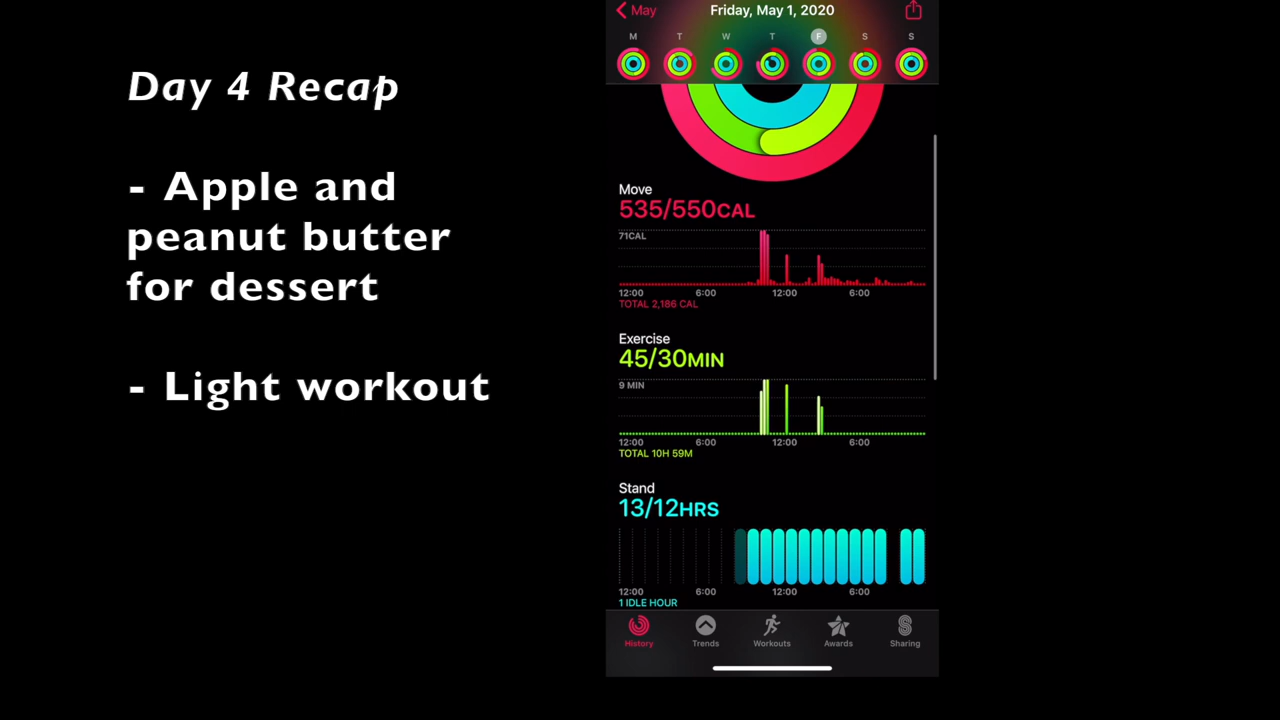 Day 4 Recap
- Apple and
peanut butter
for dessert
- Light workout
May
Friday, May 1, 2020
M T W T F S S
Move
535/550CAL
71CAL
12:00 6:00 12:00 6:00
TOTAL 2,186 CAL
Exercise
45/30MIN
9 MIN
12:00 6:00 12:00 6:00
TOTAL 10H 59M
Stand
13/12HRS
12:00 6:00 12:00 6:00
1 IDLE HOUR
History Trends Workouts Awards Sharing